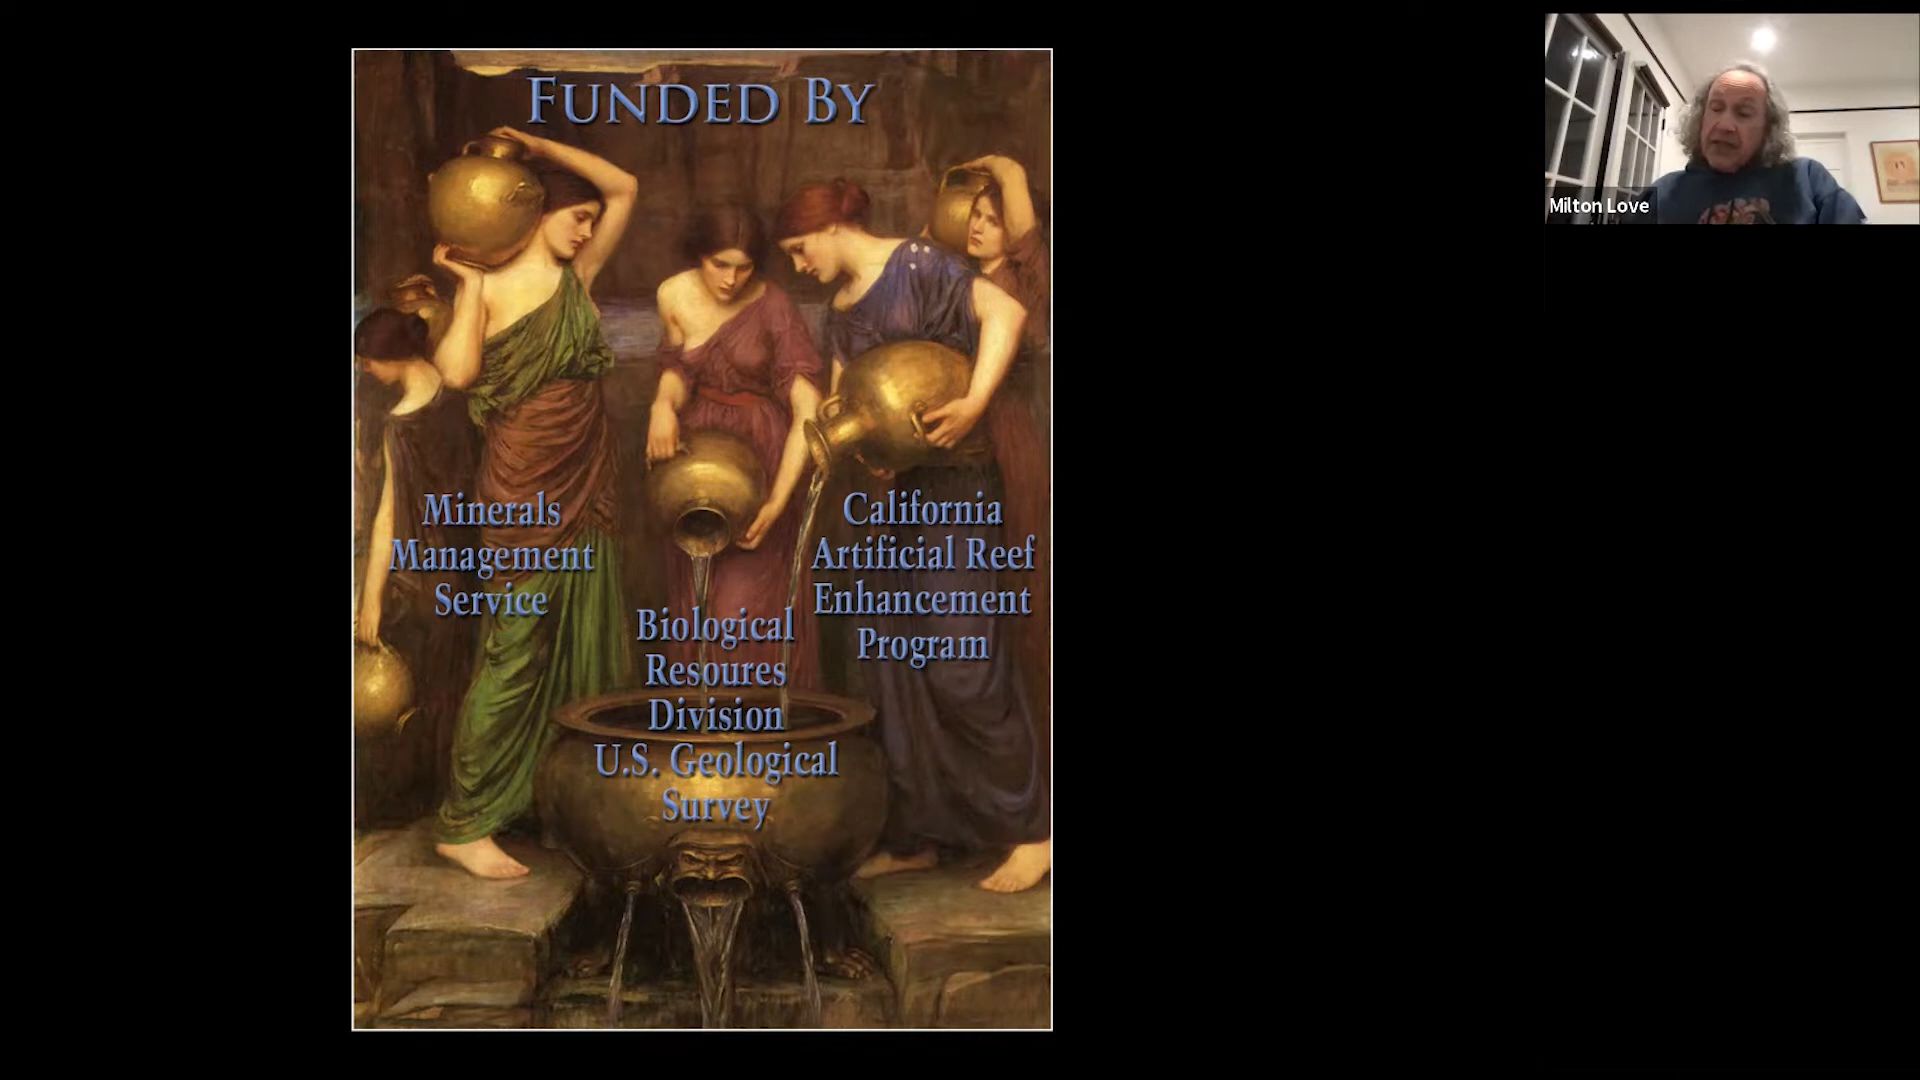 Funded By
Minerals
Management
Service
Biological
Resoures
Division
U.S. Geological
Survey
California
Artificial Reef
Enhancement
Program
Milton Love